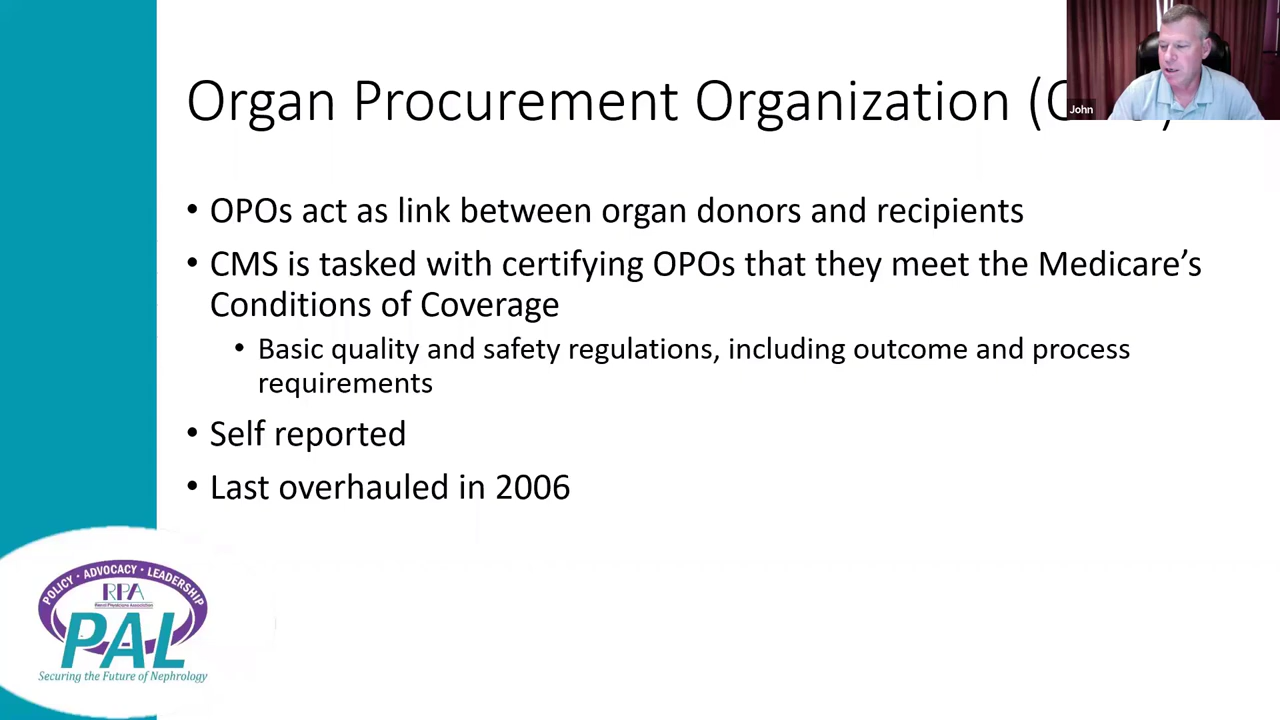 Organ Procurement Organization
John
• OPOs act as link between organ donors and recipients
• CMS is tasked with certifying OPOs that they meet the Medicare’s
Conditions of Coverage
• Basic quality and safety regulations, including outcome and process
requirements
• Self reported
• Last overhauled in 2006
POLICY · ADVOCACY · LEADERSHIP
RPA
Renal Physicians Association
PAL
Securing the Future of Nephrology